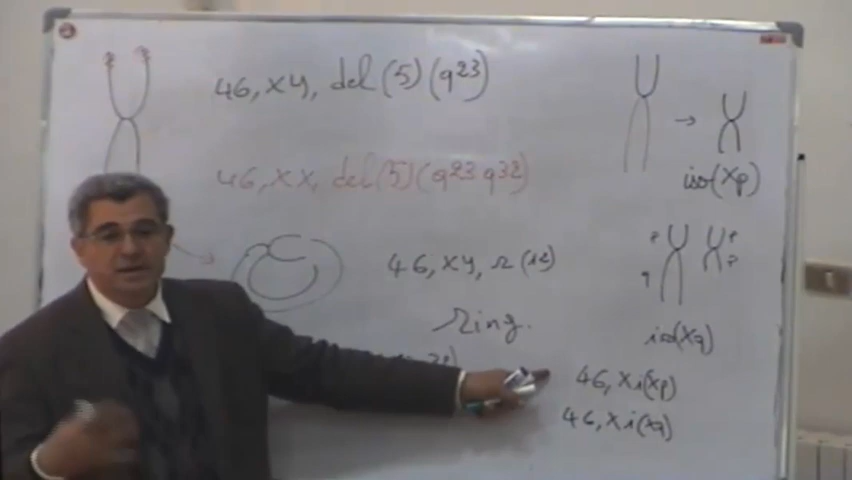 46, XY, del(5)(q23)
46, XX, del(5)(q23 q32)
46, XY, r(12)
Ring.
iso(Xp)
P P
q P
iso(Xq)
46, X i(Xp)
46, X i(Xq)